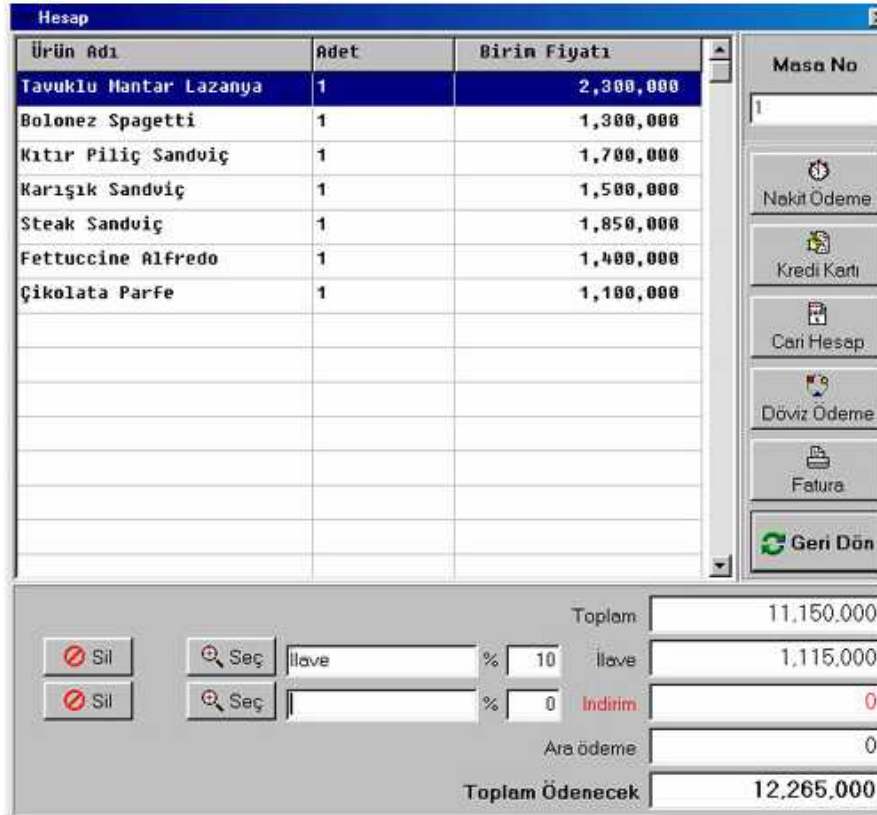 Hesap
Ürün Adı Adet Birim Fiyatı
Tavuklu Mantar Lazanya 1 2,300,000
Bolonez Spagetti 1 1,300,000
Kıtır Piliç Sandviç 1 1,700,000
Karışık Sandviç 1 1,500,000
Steak Sandviç 1 1,850,000
Fettuccine Alfredo 1 1,400,000
Çikolata Parfe 1 1,100,000
Masa No
1
Nakit Ödeme
Kredi Kartı
Cari Hesap
Döviz Ödeme
Fatura
Geri Dön
Toplam 11,150,000
Sil Seç İlave % 10 İlave 1,115,000
Sil Seç % 0 İndirim 0
Ara ödeme 0
Toplam Ödenecek 12,265,000